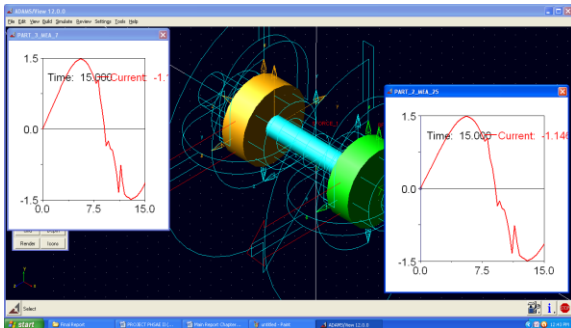 ADAMS/View 12.0.0
File Edit View Build Simulate Review Settings Tools Help
PART_3_MEA_7
1.5
Time: 15.000 Current: -1.1
0.0
-1.5
0.0 7.5 15.0
PART_2_MEA_25
1.5
Time: 15.000 Current: -1.146
0.0
-1.5
0.0 7.5 15.0
Render Icons
Select
start Final Report PROJECT PHSAE II (... Main Report Chapter... untitled - Paint ADAMS/View 12.0.0